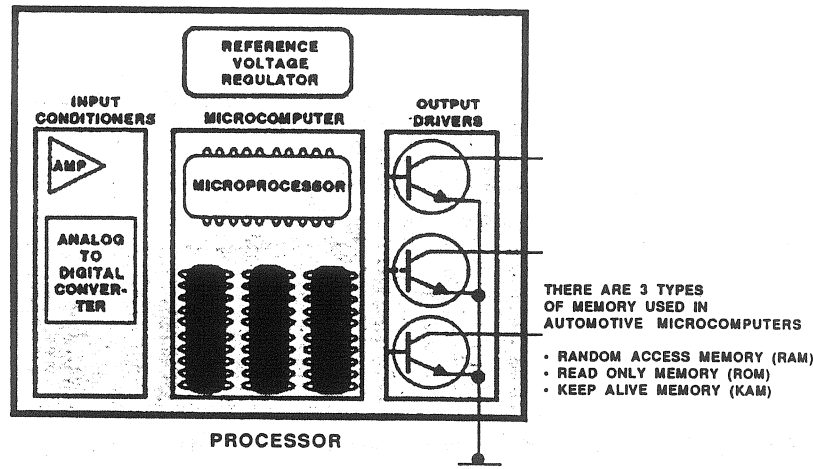 REFERENCE
VOLTAGE
REGULATOR
INPUT
CONDITIONERS
MICROCOMPUTER
OUTPUT
DRIVERS
AMP
MICROPROCESSOR
ANALOG
TO
DIGITAL
CONVER-
TER
THERE ARE 3 TYPES
OF MEMORY USED IN
AUTOMOTIVE MICROCOMPUTERS
• RANDOM ACCESS MEMORY (RAM)
• READ ONLY MEMORY (ROM)
• KEEP ALIVE MEMORY (KAM)
PROCESSOR